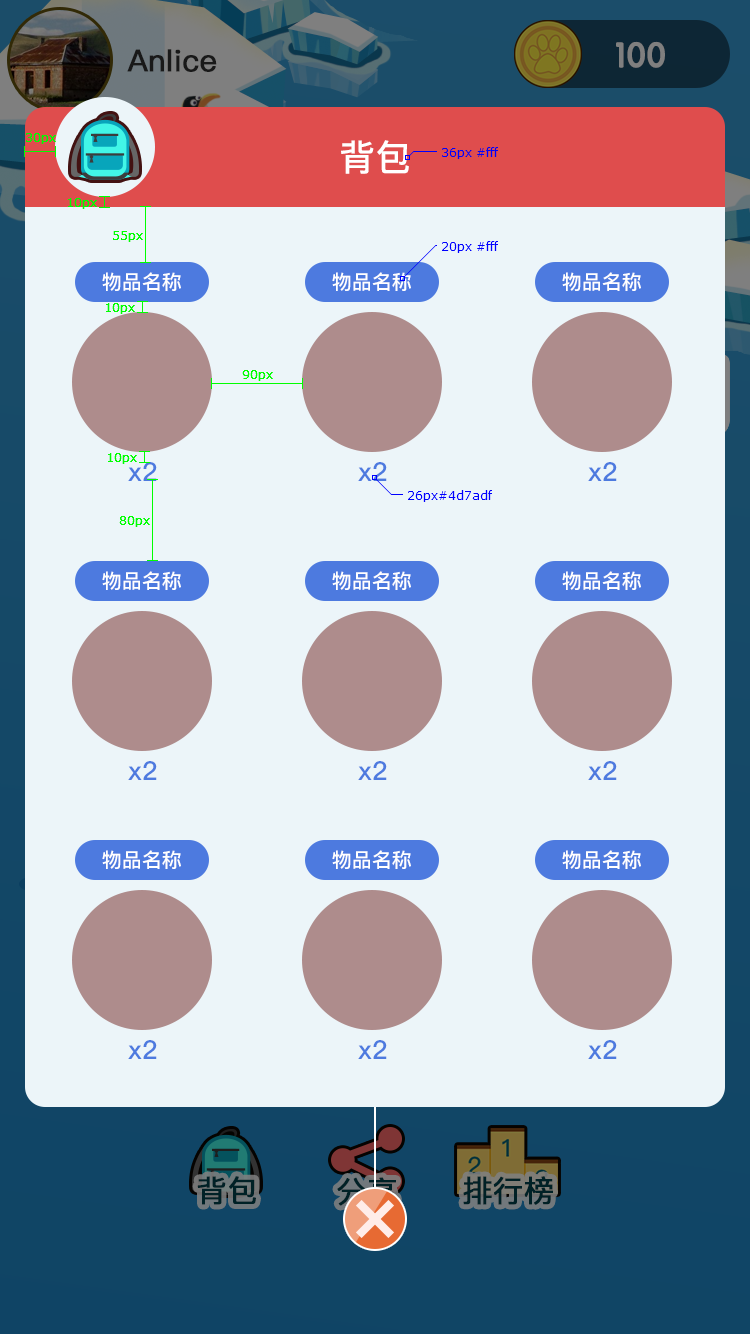 Anlice
100
30px
背包
36px #fff
10px
55px
20px #fff
物品名称
物品名称
物品名称
10px
90px
10px
x2
x2
x2
26px#4d7adf
80px
物品名称
物品名称
物品名称
x2
x2
x2
物品名称
物品名称
物品名称
x2
x2
x2
1
2
背包
分享
排行榜